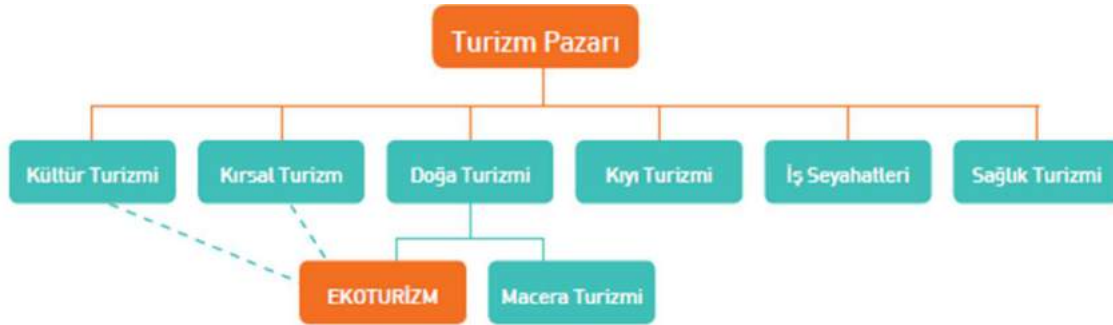 Turizm Pazarı
Kültür Turizmi
Kırsal Turizm
Doğa Turizmi
Kıyı Turizmi
İş Seyahatleri
Sağlık Turizmi
EKOTURİZM
Macera Turizmi